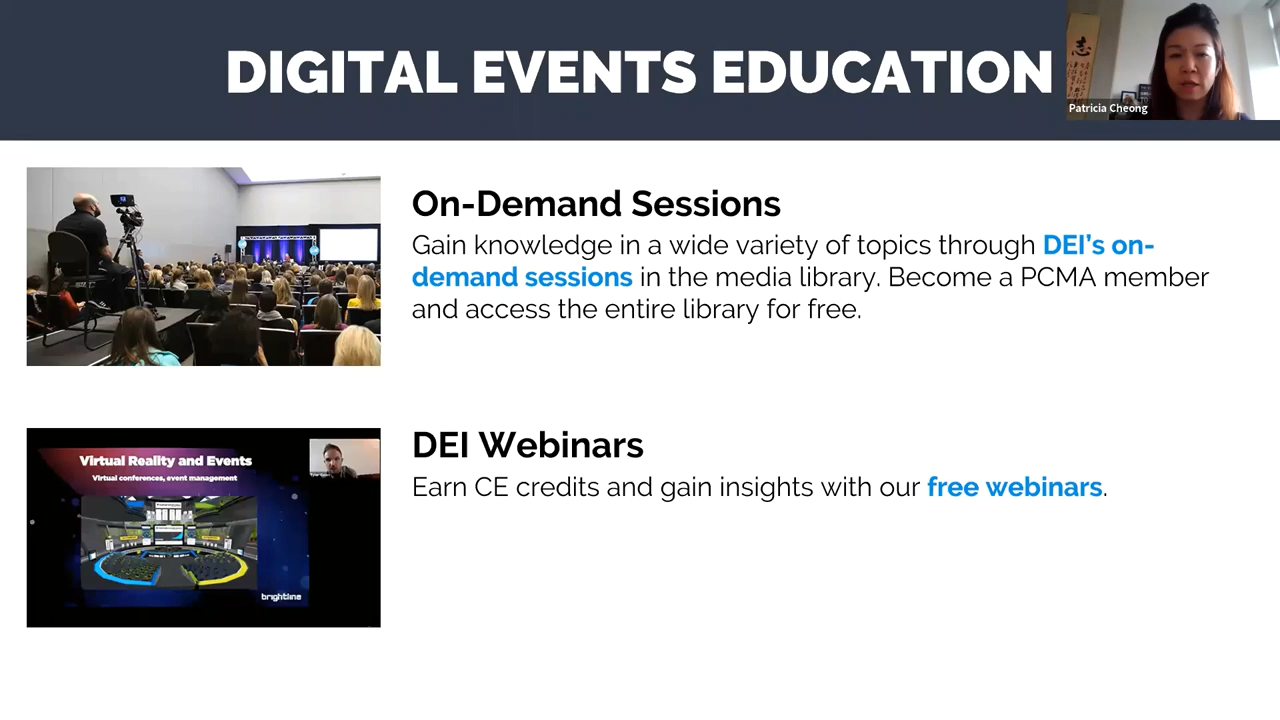 DIGITAL EVENTS EDUCATION
志
Patricia Cheong
On-Demand Sessions
Gain knowledge in a wide variety of topics through DEI’s on-
demand sessions in the media library. Become a PCMA member
and access the entire library for free.
Virtual Reality and Events
Virtual conferences, event management
brightline
DEI Webinars
Earn CE credits and gain insights with our free webinars.